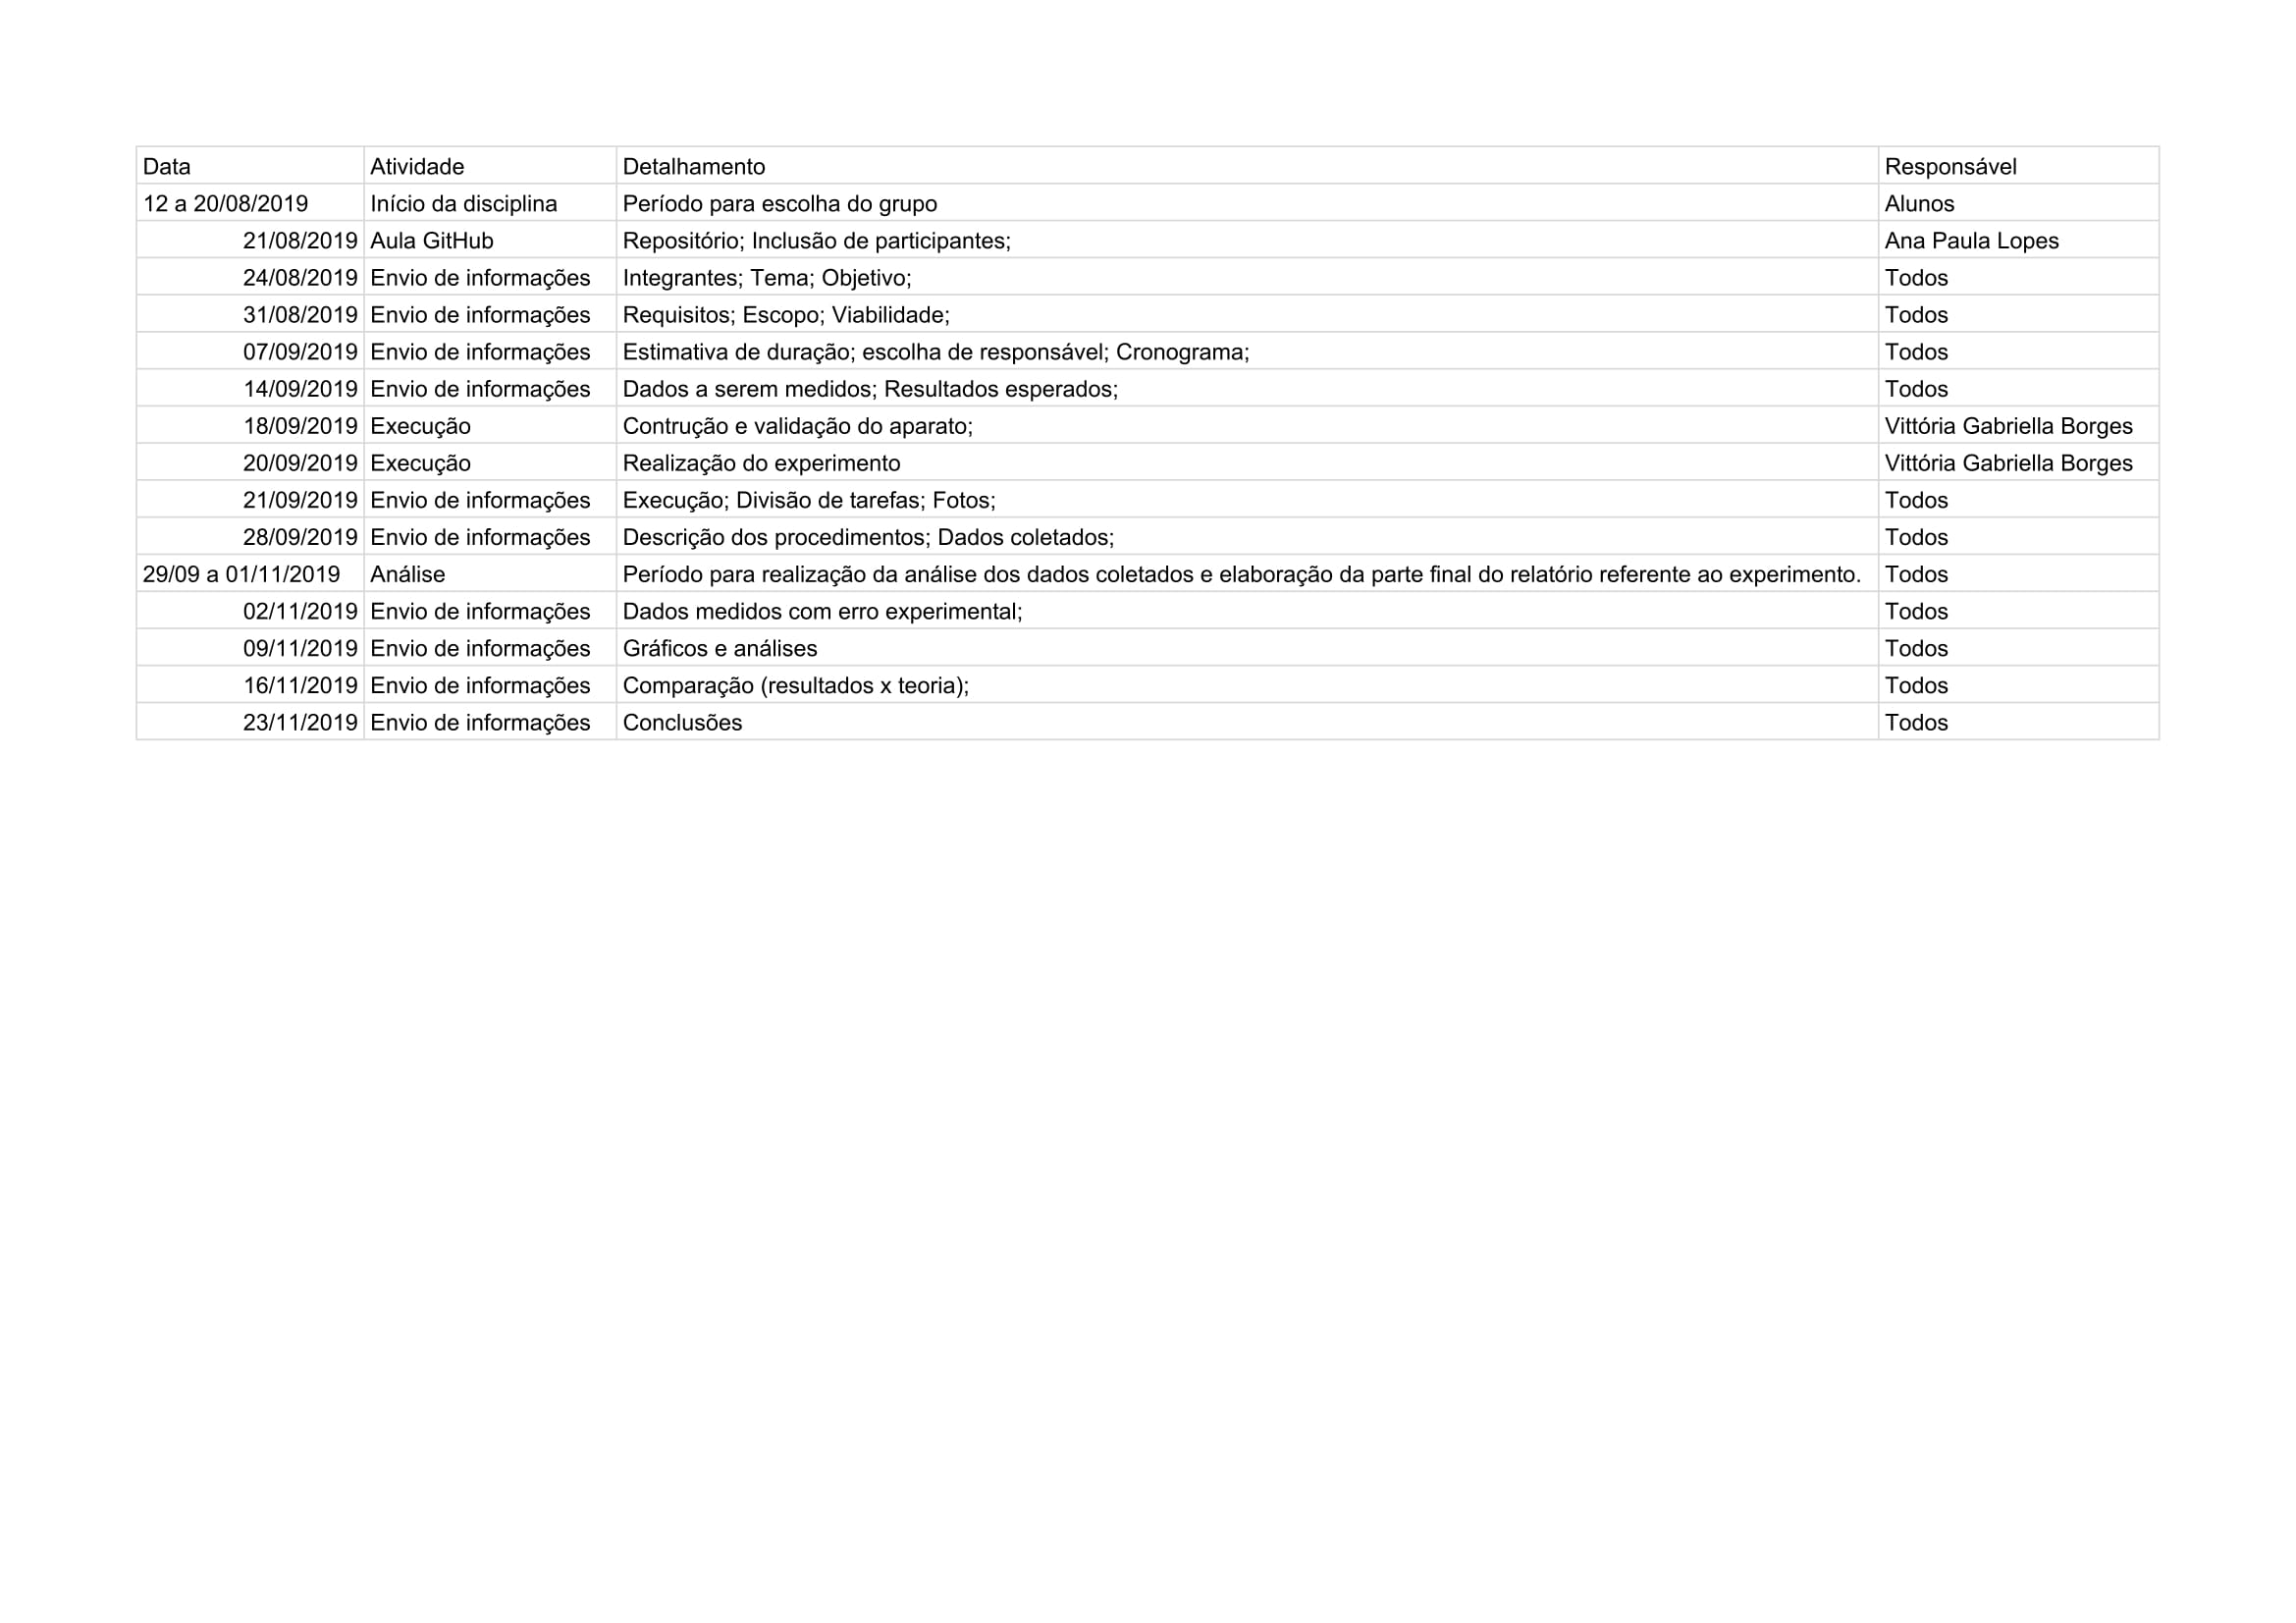 Data Atividade Detalhamento Responsável
12 a 20/08/2019 Início da disciplina Período para escolha do grupo Alunos
21/08/2019 Aula GitHub Repositório; Inclusão de participantes; Ana Paula Lopes
24/08/2019 Envio de informações Integrantes; Tema; Objetivo; Todos
31/08/2019 Envio de informações Requisitos; Escopo; Viabilidade; Todos
07/09/2019 Envio de informações Estimativa de duração; escolha de responsável; Cronograma; Todos
14/09/2019 Envio de informações Dados a serem medidos; Resultados esperados; Todos
18/09/2019 Execução Contrução e validação do aparato; Vittória Gabriella Borges
20/09/2019 Execução Realização do experimento Vittória Gabriella Borges
21/09/2019 Envio de informações Execução; Divisão de tarefas; Fotos; Todos
28/09/2019 Envio de informações Descrição dos procedimentos; Dados coletados; Todos
29/09 a 01/11/2019 Análise Período para realização da análise dos dados coletados e elaboração da parte final do relatório referente ao experimento. Todos
02/11/2019 Envio de informações Dados medidos com erro experimental; Todos
09/11/2019 Envio de informações Gráficos e análises Todos
16/11/2019 Envio de informações Comparação (resultados x teoria); Todos
23/11/2019 Envio de informações Conclusões Todos